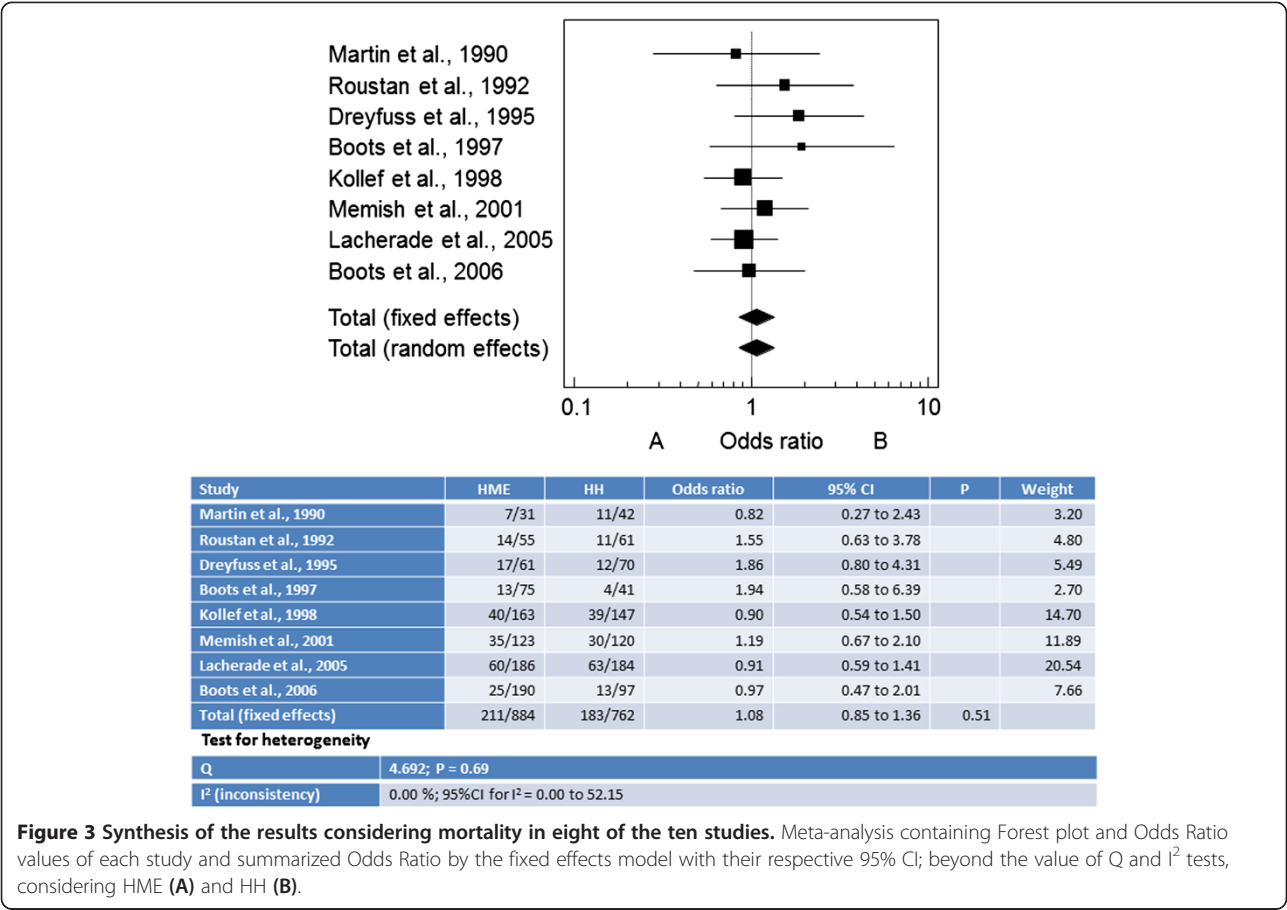 Martin et al., 1990
Roustan et al., 1992
Dreyfuss et al., 1995
Boots et al., 1997
Kollef et al., 1998
Memish et al., 2001
Lacherade et al., 2005
Boots et al., 2006
Total (fixed effects)
Total (random effects)
0.1 1 10
A Odds ratio B
Study HME HH Odds ratio 95% CI P Weight
Martin et al., 1990 7/31 11/42 0.82 0.27 to 2.43 3.20
Roustan et al., 1992 14/55 11/61 1.55 0.63 to 3.78 4.80
Dreyfuss et al., 1995 17/61 12/70 1.86 0.80 to 4.31 5.49
Boots et al., 1997 13/75 4/41 1.94 0.58 to 6.39 2.70
Kollef et al., 1998 40/163 39/147 0.90 0.54 to 1.50 14.70
Memish et al., 2001 35/123 30/120 1.19 0.67 to 2.10 11.89
Lacherade et al., 2005 60/186 63/184 0.91 0.59 to 1.41 20.54
Boots et al., 2006 25/190 13/97 0.97 0.47 to 2.01 7.66
Total (fixed effects) 211/884 183/762 1.08 0.85 to 1.36 0.51
Test for heterogeneity
Q 4.692; P = 0.69
I² (inconsistency) 0.00 %; 95%CI for I² = 0.00 to 52.15
Figure 3 Synthesis of the results considering mortality in eight of the ten studies. Meta-analysis containing Forest plot and Odds Ratio
values of each study and summarized Odds Ratio by the fixed effects model with their respective 95% CI; beyond the value of Q and I² tests,
considering HME (A) and HH (B).